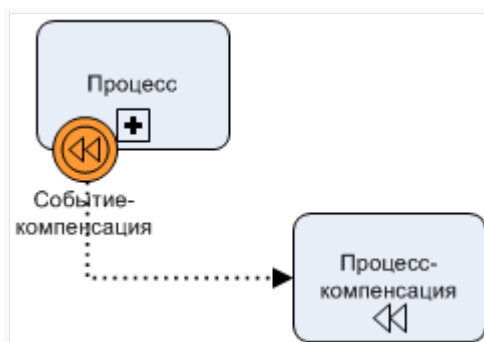 Процесс
Событие-
компенсация
Процесс-
компенсация